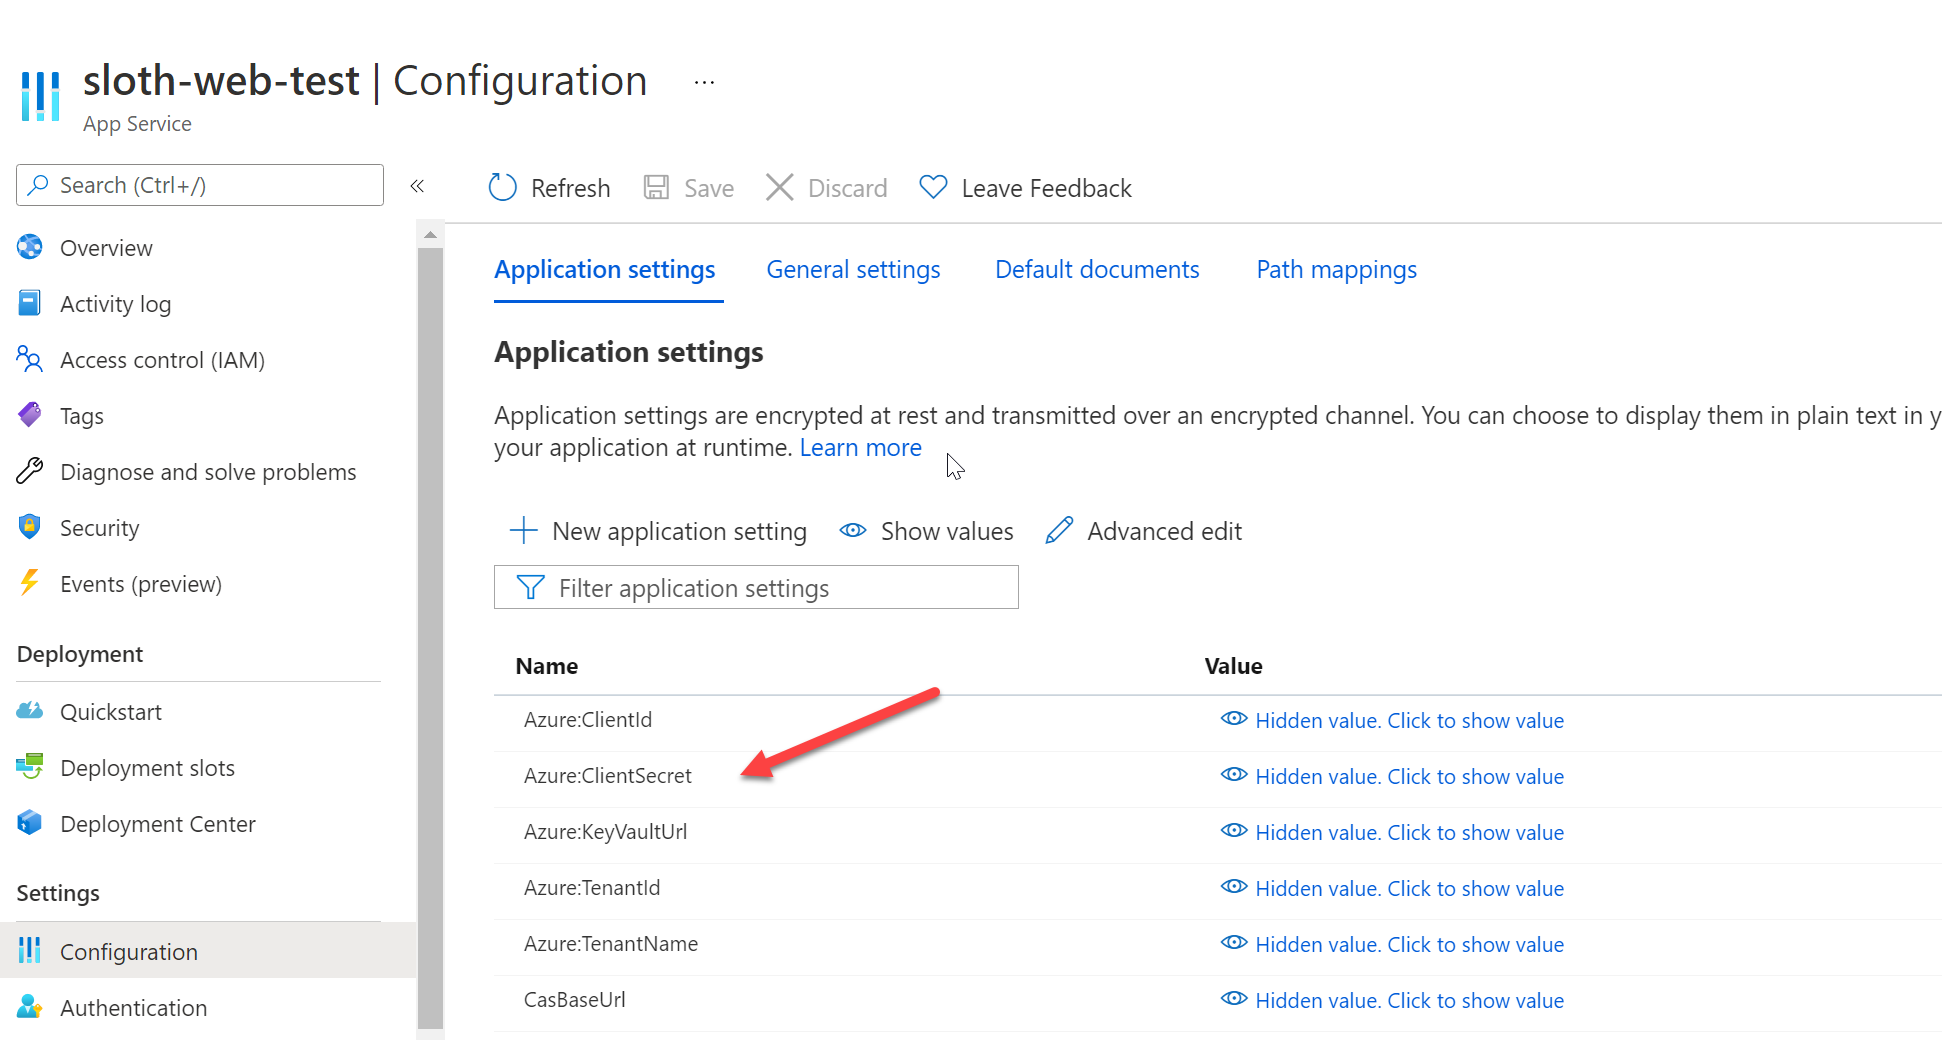 sloth-web-test | Configuration ...
App Service
Search (Ctrl+/)
«
Overview
Activity log
Access control (IAM)
Tags
Diagnose and solve problems
Security
Events (preview)
Deployment
Quickstart
Deployment slots
Deployment Center
Settings
Configuration
Authentication
Refresh Save Discard Leave Feedback
Application settings General settings Default documents Path mappings
Application settings
Application settings are encrypted at rest and transmitted over an encrypted channel. You can choose to display them in plain text in y
your application at runtime. Learn more
New application setting Show values Advanced edit
Filter application settings
Name Value
Azure:ClientId Hidden value. Click to show value
Azure:ClientSecret Hidden value. Click to show value
Azure:KeyVaultUrl Hidden value. Click to show value
Azure:TenantId Hidden value. Click to show value
Azure:TenantName Hidden value. Click to show value
CasBaseUrl Hidden value. Click to show value